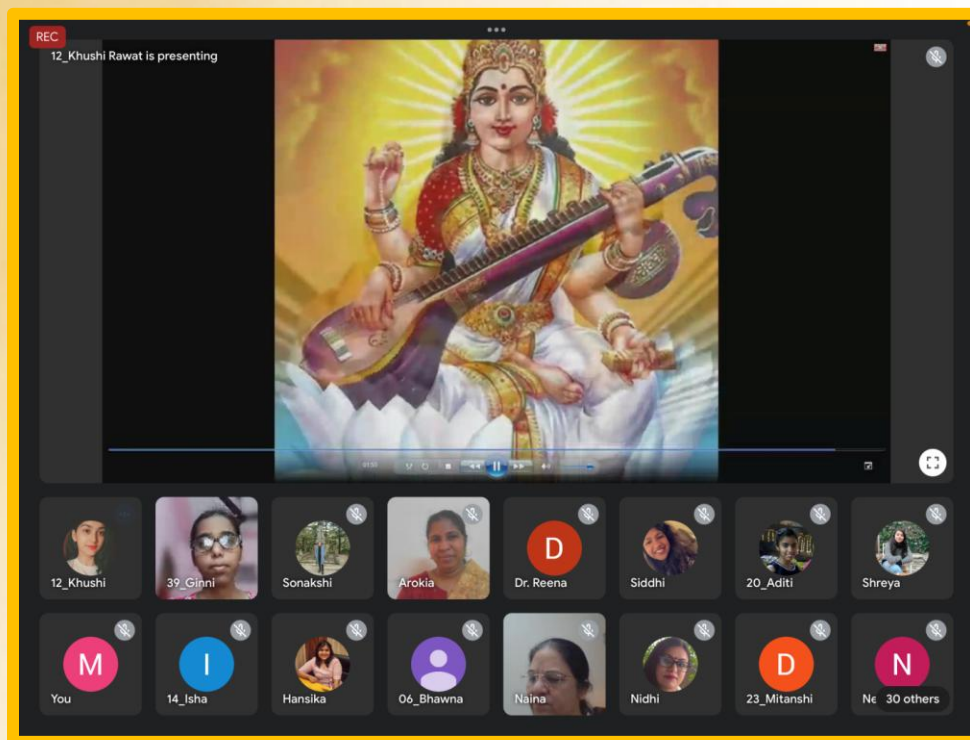 REC
12_Khushi Rawat is presenting
12_Khushi
39_Ginni
Sonakshi
Arokia
D
Dr. Reena
Siddhi
20_Aditi
Shreya
M
You
I
14_Isha
Hansika
06_Bhawna
Naina
Nidhi
D
23_Mitanshi
N
Ne
30 others